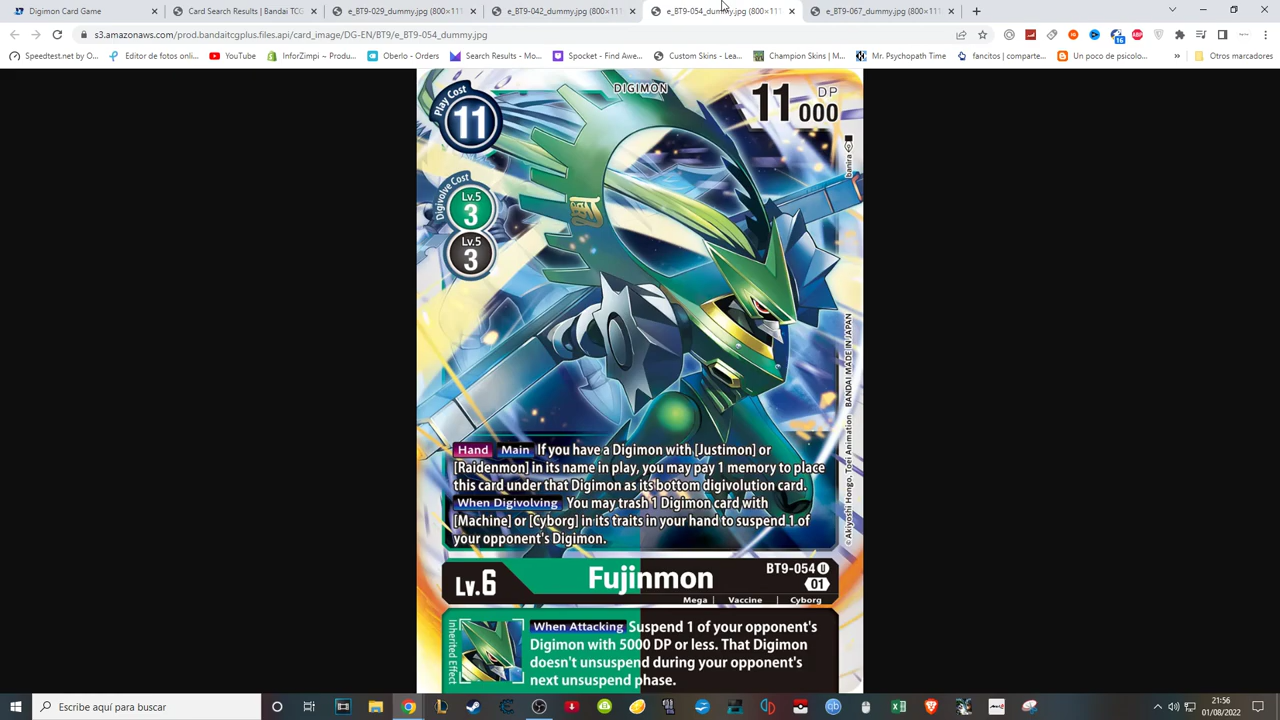 Digimon Card Game
Card Search Results | Bandai TCG
e_BT9-029_dummy.jpg (800×111
e_BT9-042_dummy.jpg (800×111
e_BT9-054_dummy.jpg (800×111
e_BT9-067_dummy.jpg (800×111
s3.amazonaws.com/prod.bandaitcgplus.files.api/card_image/DG-EN/BT9/e_BT9-054_dummy.jpg
Speedtest.net by O...
Editor de fotos onli...
YouTube
InforZimpi – Produ...
Oberlo - Orders
Search Results - Mo...
Spocket - Find Awe...
Custom Skins - Lea...
Champion Skins | M...
Mr. Psychopath Time
fancitos | comparte...
Un poco de psicolo...
»
Otros marcadores
Play Cost
11
DIGIMON
11000
DP
banira
Digivolve Cost
Lv.5
3
Lv.5
3
©Akiyoshi Hongo, Toei Animation BANDAI MADE IN JAPAN
Hand Main If you have a Digimon with [Justimon] or
[Raidenmon] in its name in play, you may pay 1 memory to place
this card under that Digimon as its bottom digivolution card.
When Digivolving You may trash 1 Digimon card with
[Machine] or [Cyborg] in its traits in your hand to suspend 1 of
your opponent's Digimon.
Lv.6
Fujinmon
BT9-054 U
01
Mega | Vaccine | Cyborg
Inherited Effect
When Attacking Suspend 1 of your opponent's
Digimon with 5000 DP or less. That Digimon
doesn't unsuspend during your opponent's
next unsuspend phase.
Escribe aquí para buscar
21:56
01/08/2022